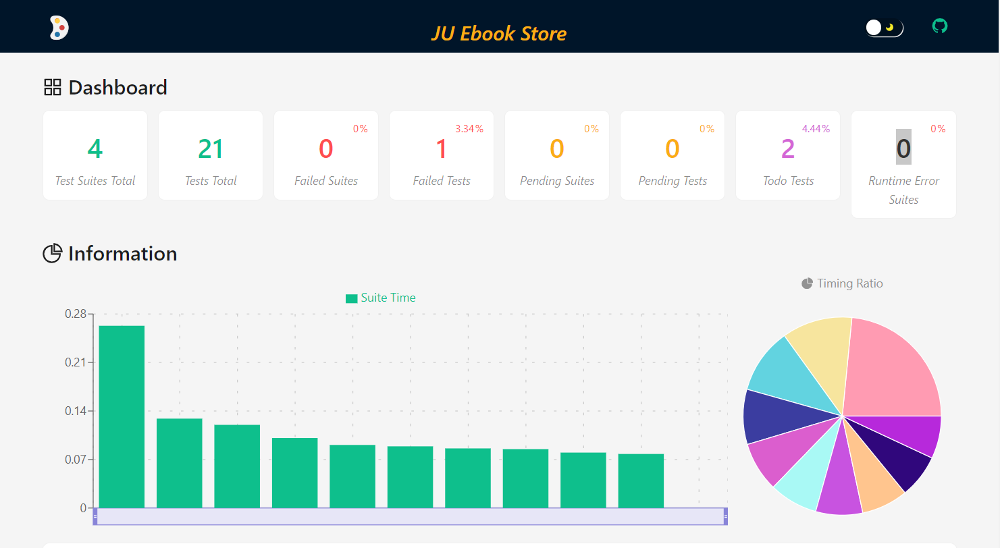 JU Ebook Store
Dashboard
0%
3.34%
0%
0%
4.44%
0%
4
21
0
1
0
0
2
0
Test Suites Total
Tests Total
Failed Suites
Failed Tests
Pending Suites
Pending Tests
Todo Tests
Runtime Error
Suites
Information
Timing Ratio
Suite Time
0.28
0.21
0.14
0.07
0